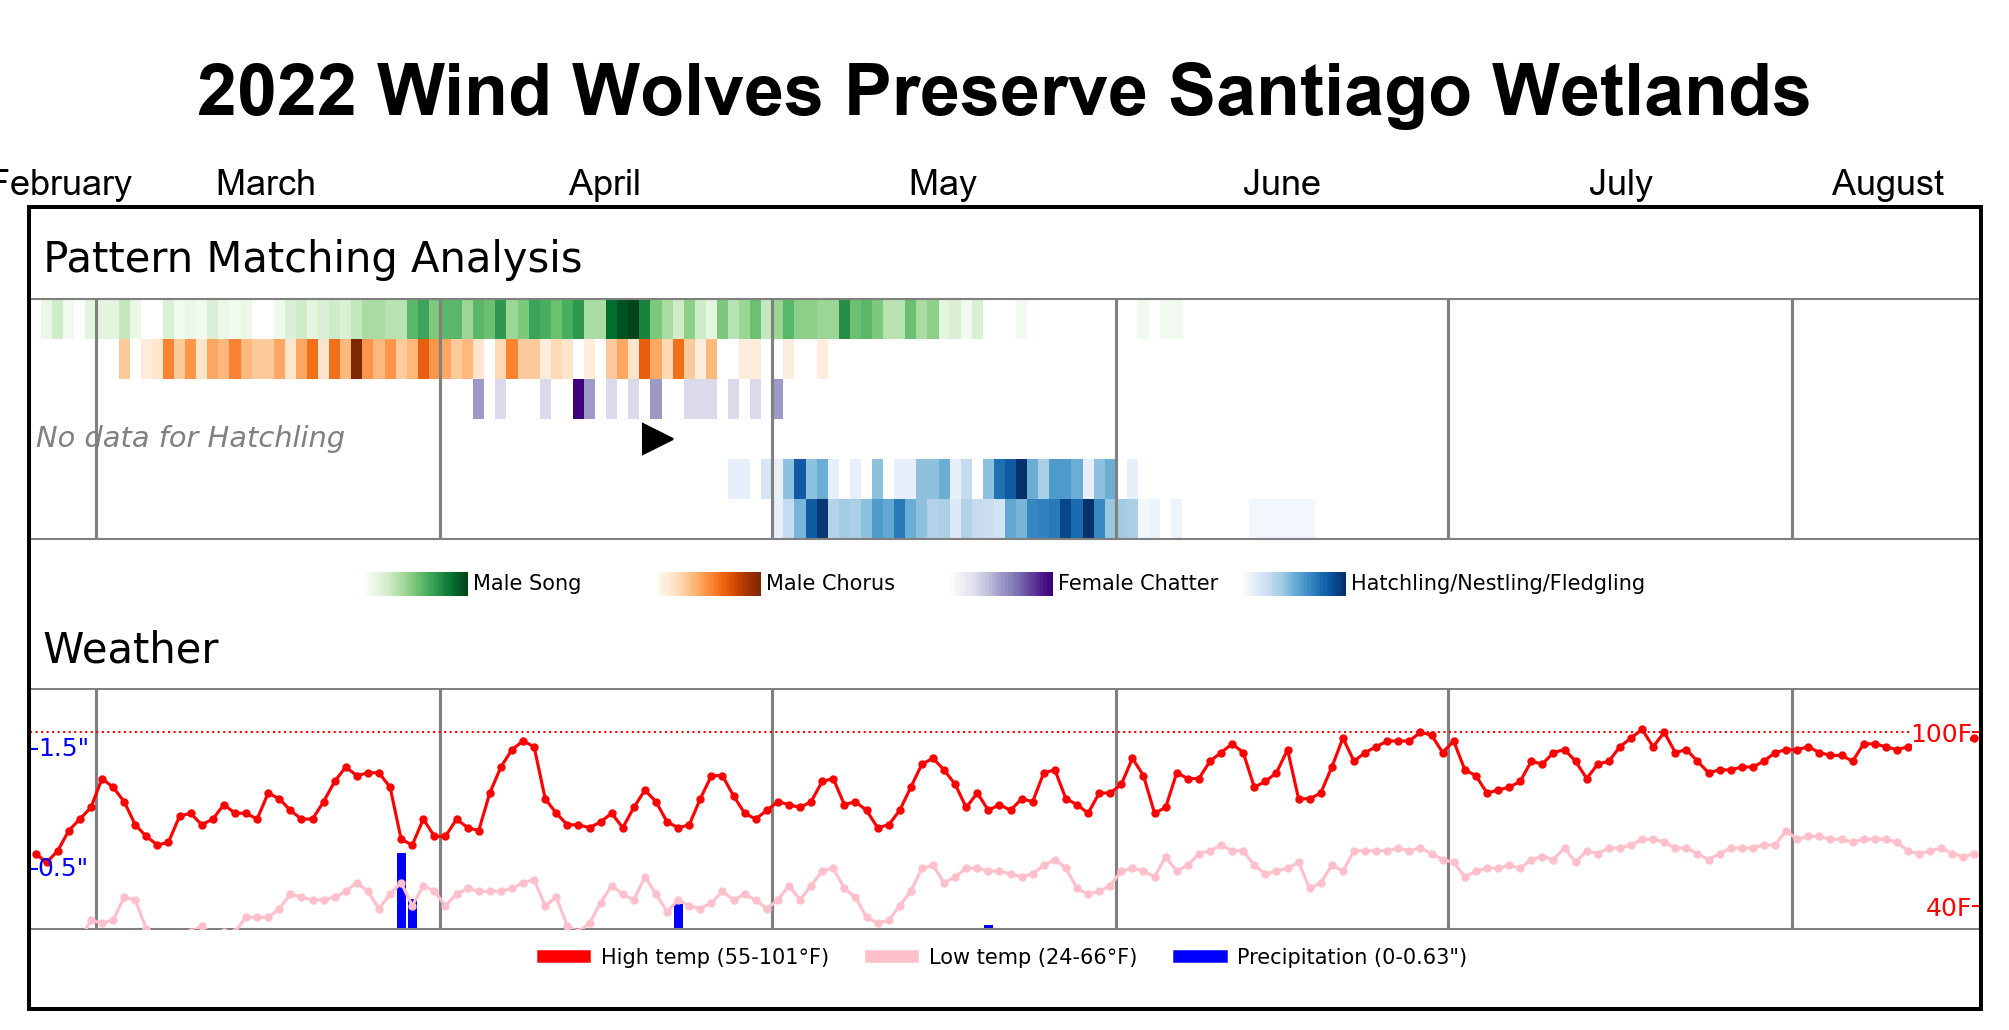 2022 Wind Wolves Preserve Santiago Wetlands
February March April May June July August
Pattern Matching Analysis
No data for Hatchling
Male Song Male Chorus Female Chatter Hatchling/Nestling/Fledgling
Weather
1.5" 100F
0.5"
40F
High temp (55-101°F) Low temp (24-66°F) Precipitation (0-0.63")